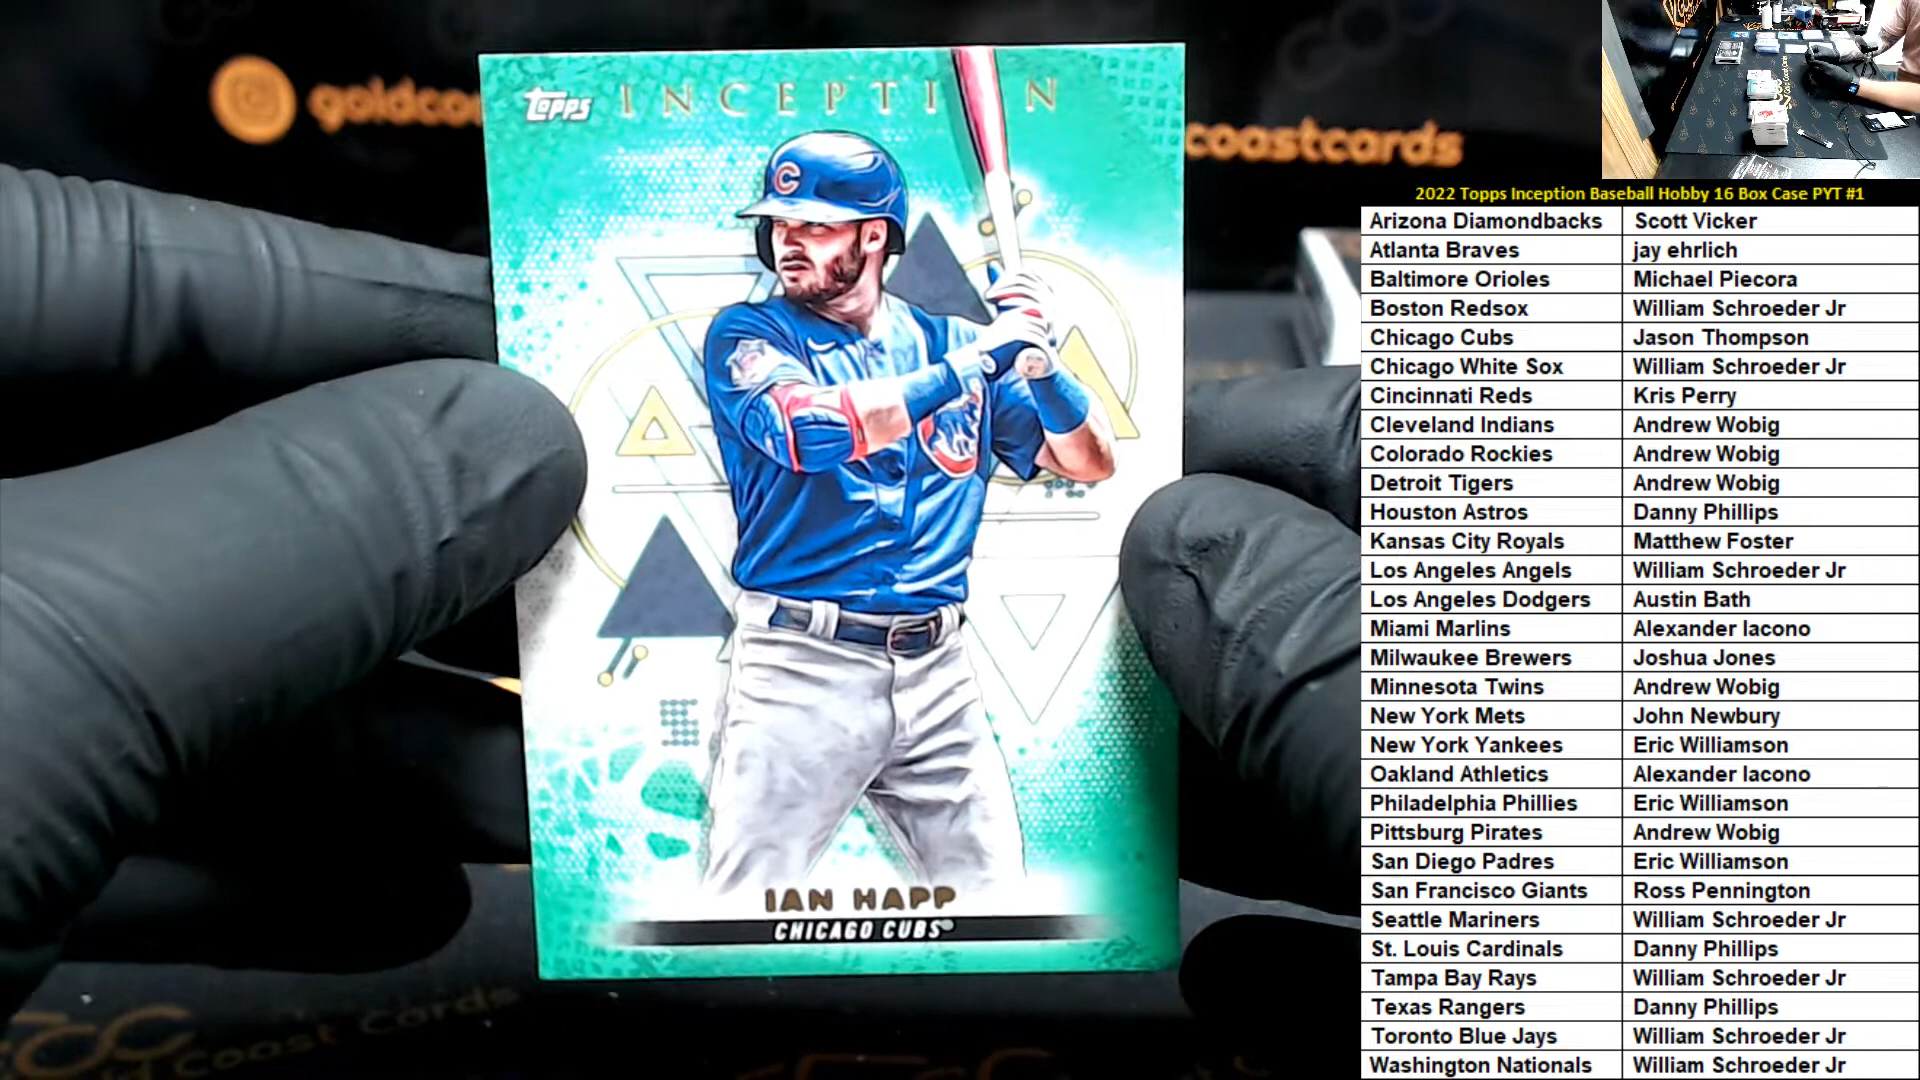 goldcoa
coastcards
TOPPS INCEPTI N
C
IAN HAPP
CHICAGO CUBS
Coast Cards
2022 Topps Inception Baseball Hobby 16 Box Case PYT #1
Arizona Diamondbacks Scott Vicker
Atlanta Braves jay ehrlich
Baltimore Orioles Michael Piecora
Boston Redsox William Schroeder Jr
Chicago Cubs Jason Thompson
Chicago White Sox William Schroeder Jr
Cincinnati Reds Kris Perry
Cleveland Indians Andrew Wobig
Colorado Rockies Andrew Wobig
Detroit Tigers Andrew Wobig
Houston Astros Danny Phillips
Kansas City Royals Matthew Foster
Los Angeles Angels William Schroeder Jr
Los Angeles Dodgers Austin Bath
Miami Marlins Alexander Iacono
Milwaukee Brewers Joshua Jones
Minnesota Twins Andrew Wobig
New York Mets John Newbury
New York Yankees Eric Williamson
Oakland Athletics Alexander Iacono
Philadelphia Phillies Eric Williamson
Pittsburg Pirates Andrew Wobig
San Diego Padres Eric Williamson
San Francisco Giants Ross Pennington
Seattle Mariners William Schroeder Jr
St. Louis Cardinals Danny Phillips
Tampa Bay Rays William Schroeder Jr
Texas Rangers Danny Phillips
Toronto Blue Jays William Schroeder Jr
Washington Nationals William Schroeder Jr